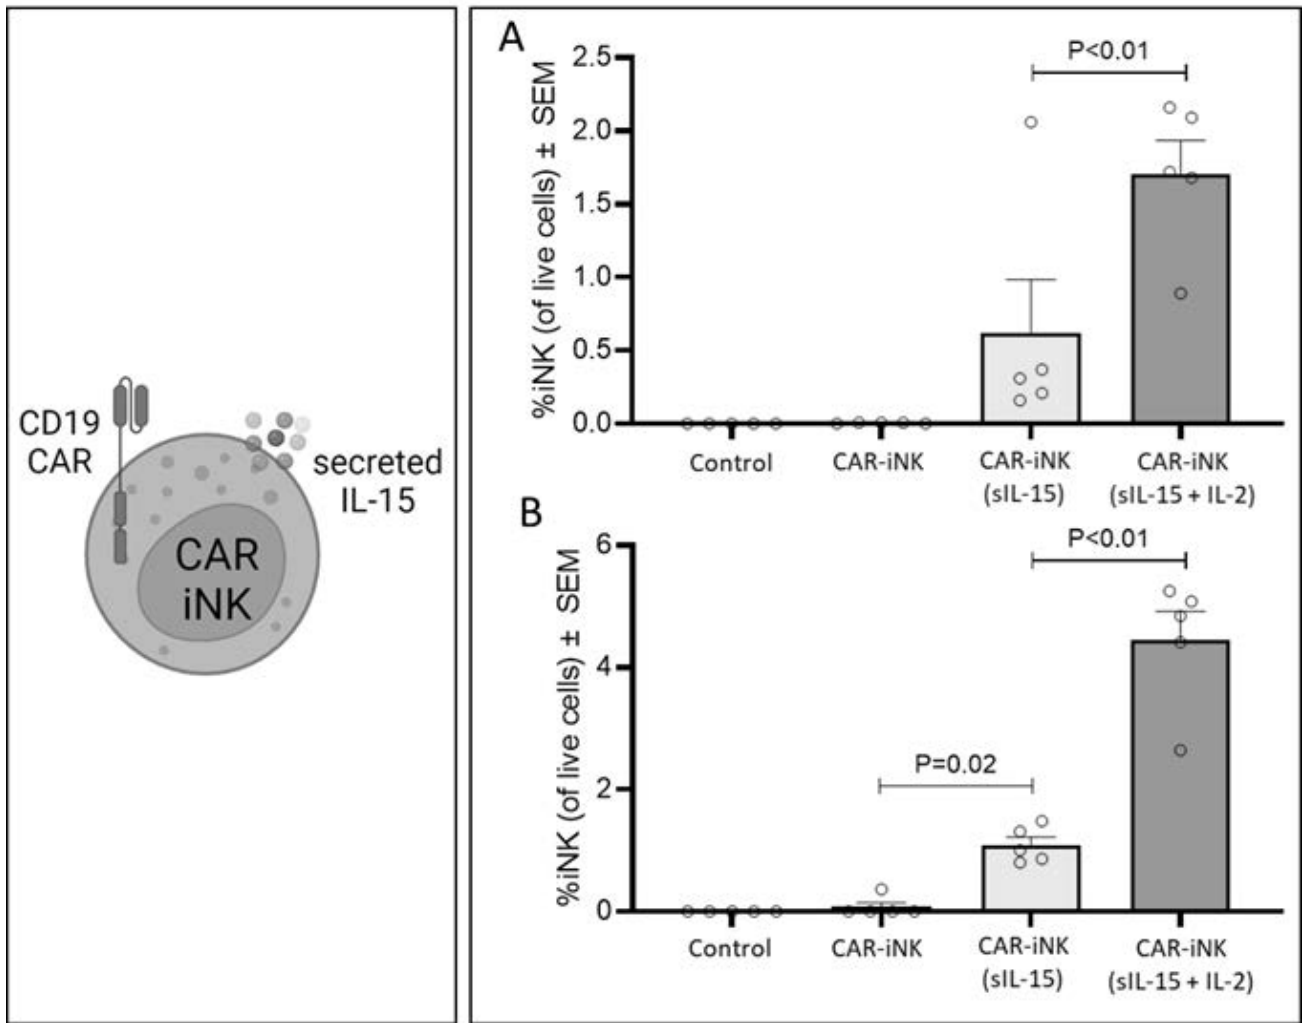 CD19
CAR
secreted
IL-15
CAR
iNK
A
%iNK (of live cells) ± SEM
2.5
2.0
1.5
1.0
0.5
0.0
P<0.01
Control
CAR-iNK
CAR-iNK
(sIL-15)
CAR-iNK
(sIL-15 + IL-2)
B
%iNK (of live cells) ± SEM
6
4
2
0
P=0.02
P<0.01
Control
CAR-iNK
CAR-iNK
(sIL-15)
CAR-iNK
(sIL-15 + IL-2)